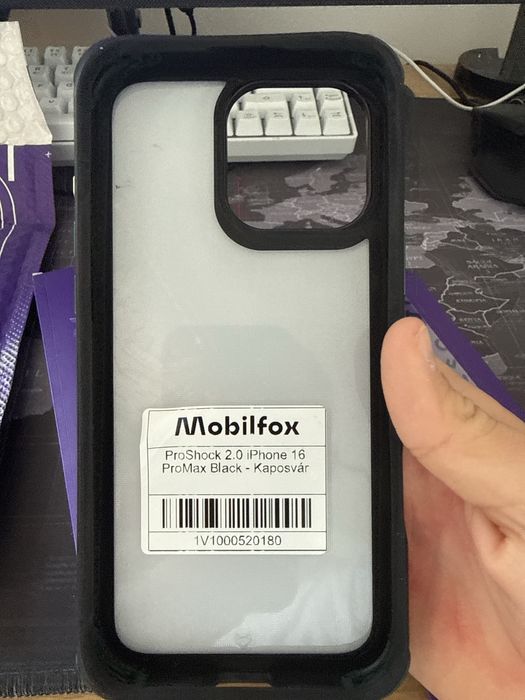 Mobilfox
ProShock 2.0 iPhone 16
ProMax Black - Kaposvár
1V1000520180